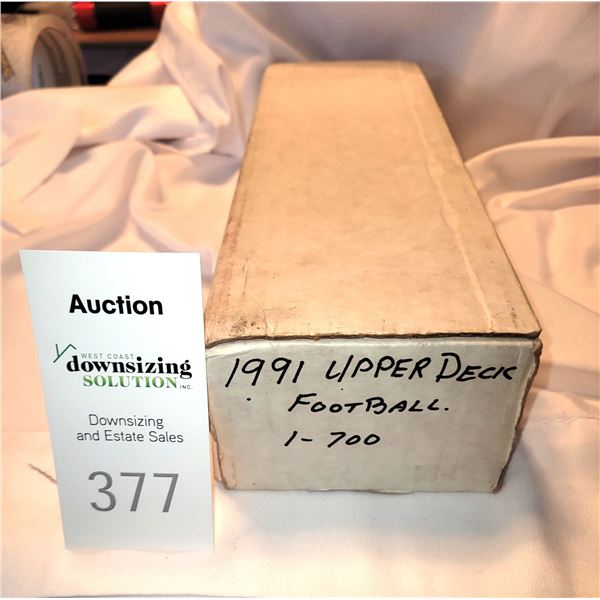 Auction
WEST COAST
downsizing
SOLUTION INC.
Downsizing
and Estate Sales
377
1991 UPPER DECK
FOOTBALL.
1-700